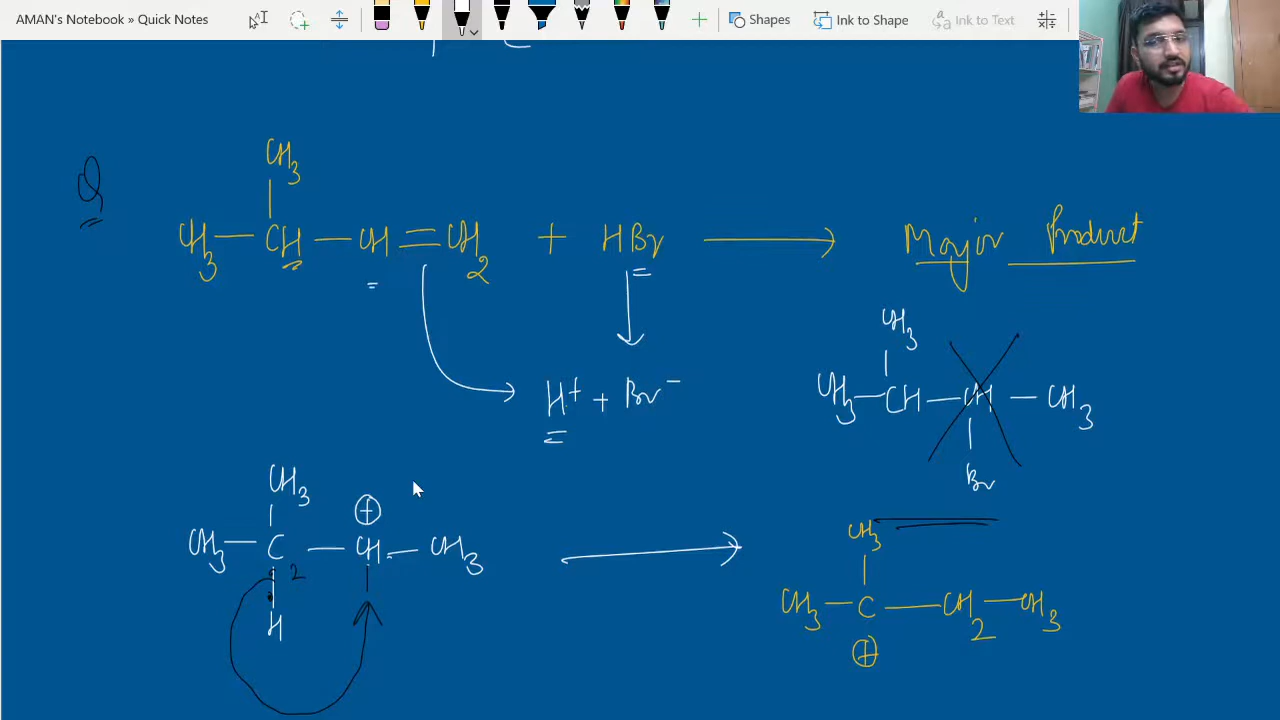 AMAN's Notebook » Quick Notes
Shapes
Ink to Shape
Ink to Text
Q
CH3
CH3 — CH — CH = CH2 + HBr → Major Product
CH3
H+ + Br−
CH3 — CH — CH — CH3
Br
CH3
CH3 — C — CH — CH3 →
⊕
2
H
CH3
CH3 — C — CH2 — CH3
⊕